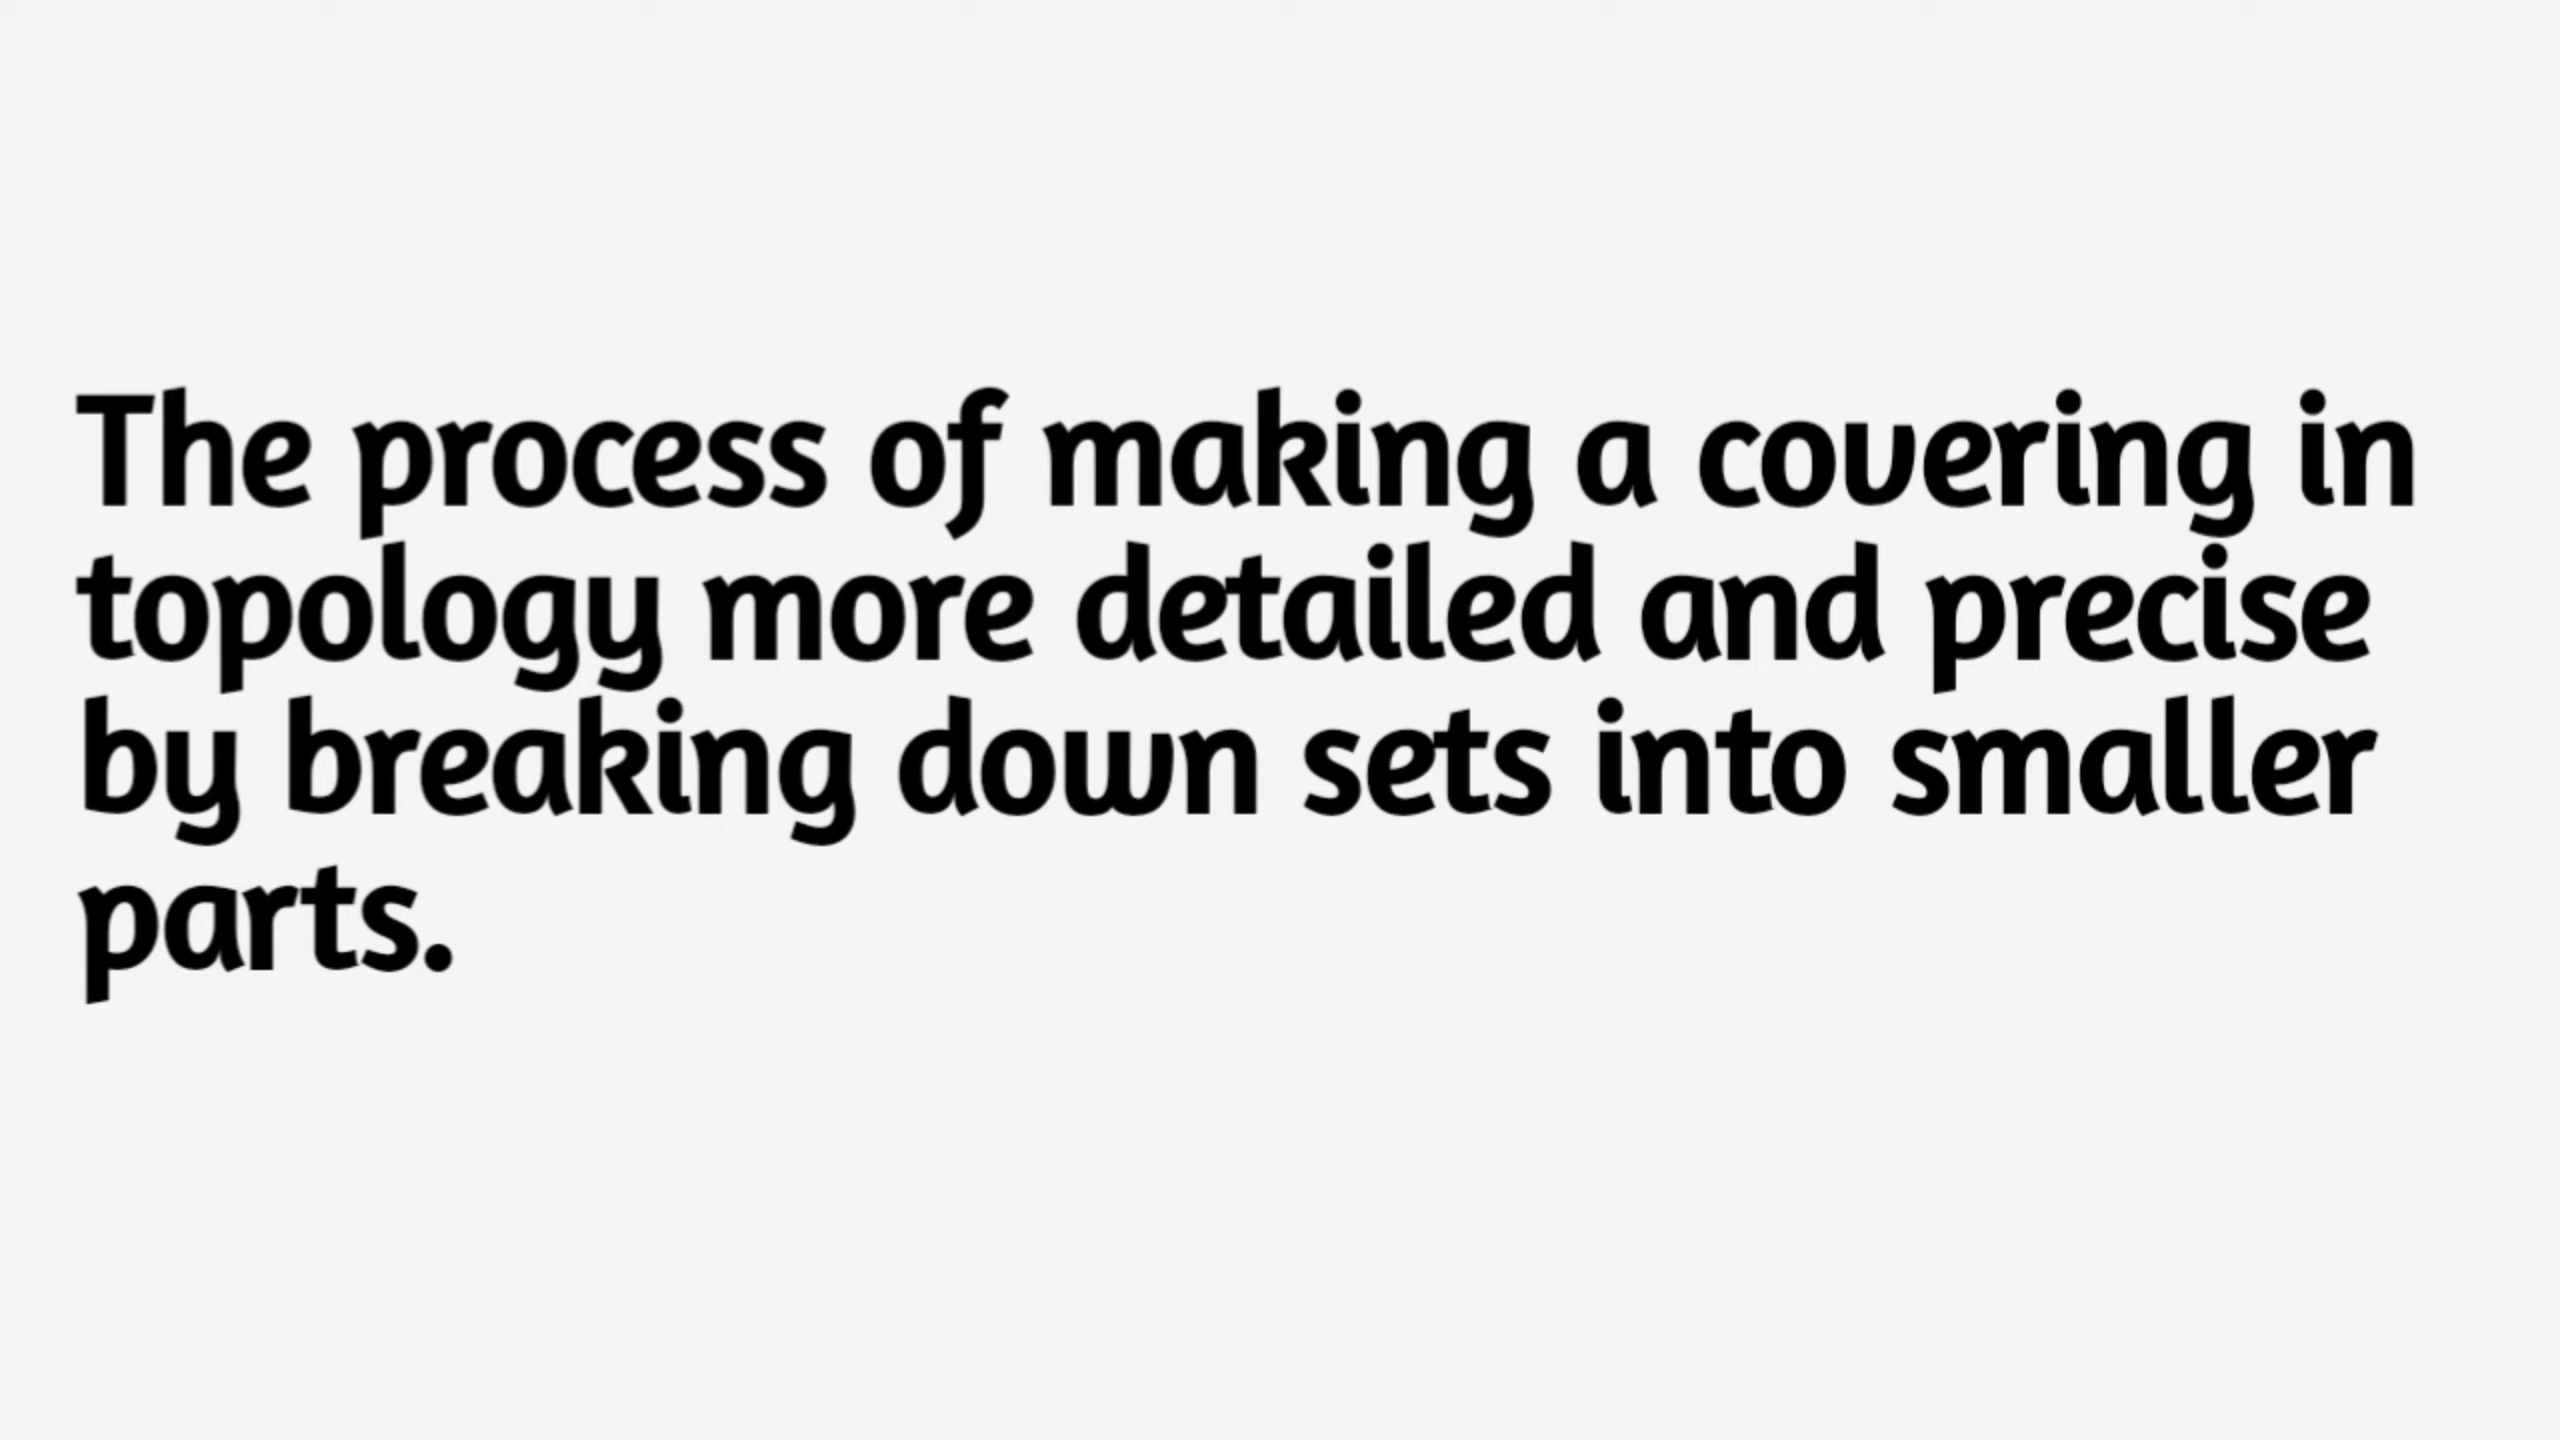 The process of making a covering in
topology more detailed and precise
by breaking down sets into smaller
parts.